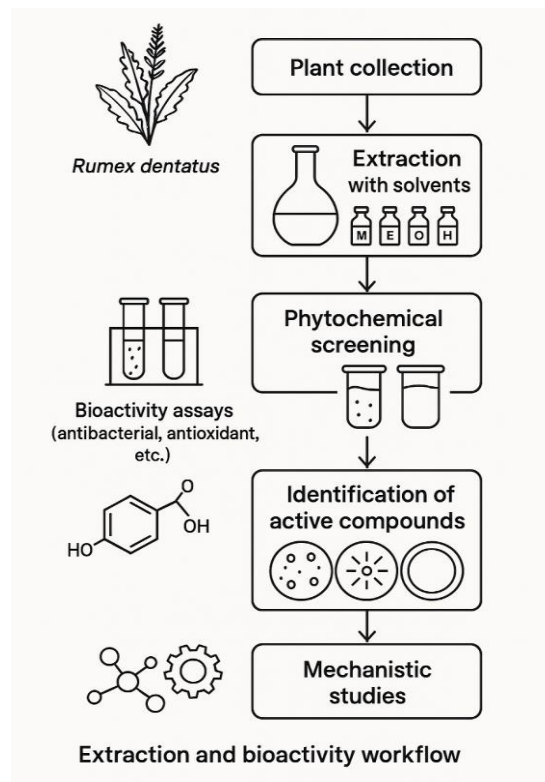 Plant collection
Rumex dentatus
Extraction
with solvents
M E O H
Phytochemical
screening
Bioactivity assays
(antibacterial, antioxidant,
etc.)
Identification of
active compounds
O
OH
HO
Mechanistic
studies
Extraction and bioactivity workflow